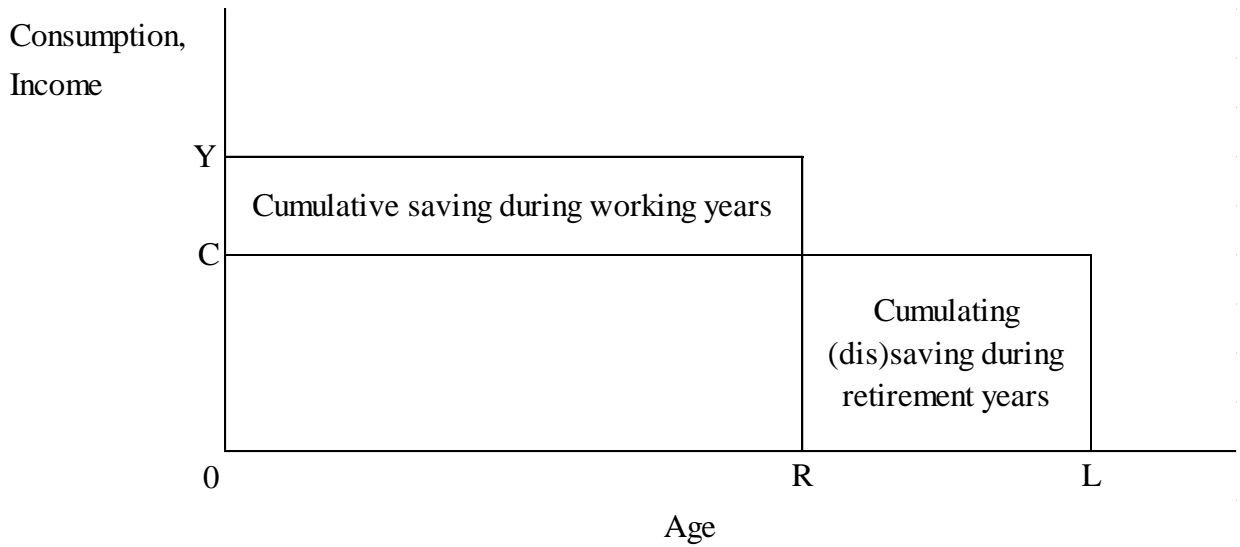 Consumption,
Income
Y
Cumulative saving during working years
C
Cumulating
(dis)saving during
retirement years
0
R
L
Age